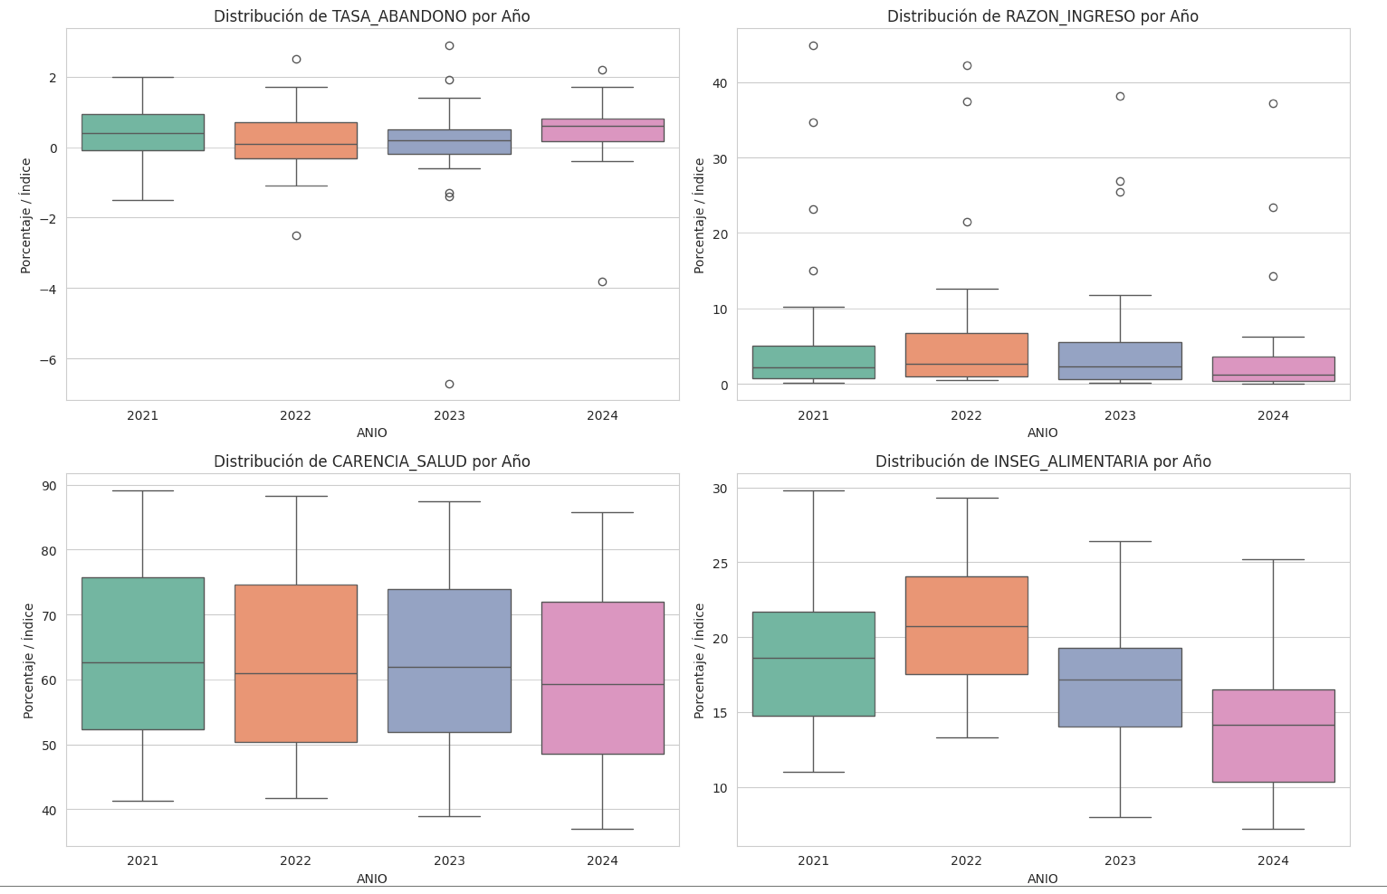 Distribución de TASA_ABANDONO por Año
Porcentaje / Índice
2
0
−2
−4
−6
2021 2022 2023 2024
ANIO
Distribución de RAZON_INGRESO por Año
Porcentaje / Índice
40
30
20
10
0
2021 2022 2023 2024
ANIO
Distribución de CARENCIA_SALUD por Año
Porcentaje / Índice
90
80
70
60
50
40
2021 2022 2023 2024
ANIO
Distribución de INSEG_ALIMENTARIA por Año
Porcentaje / Índice
30
25
20
15
10
2021 2022 2023 2024
ANIO